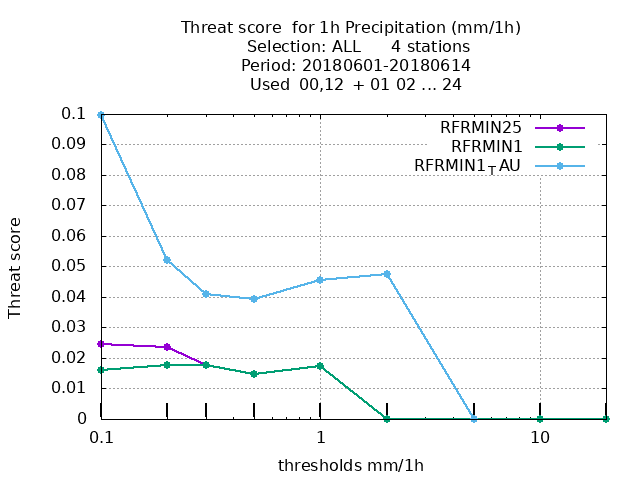 Threat score  for 1h Precipitation (mm/1h)
Selection: ALL      4 stations
Period: 20180601-20180614
Used  00,12  + 01 02 ... 24
RFRMIN25
RFRMIN1
RFRMIN1TAU
0.1
0.09
0.08
0.07
0.06
0.05
0.04
0.03
0.02
0.01
0
Threat score
0.1 1 10
thresholds mm/1h